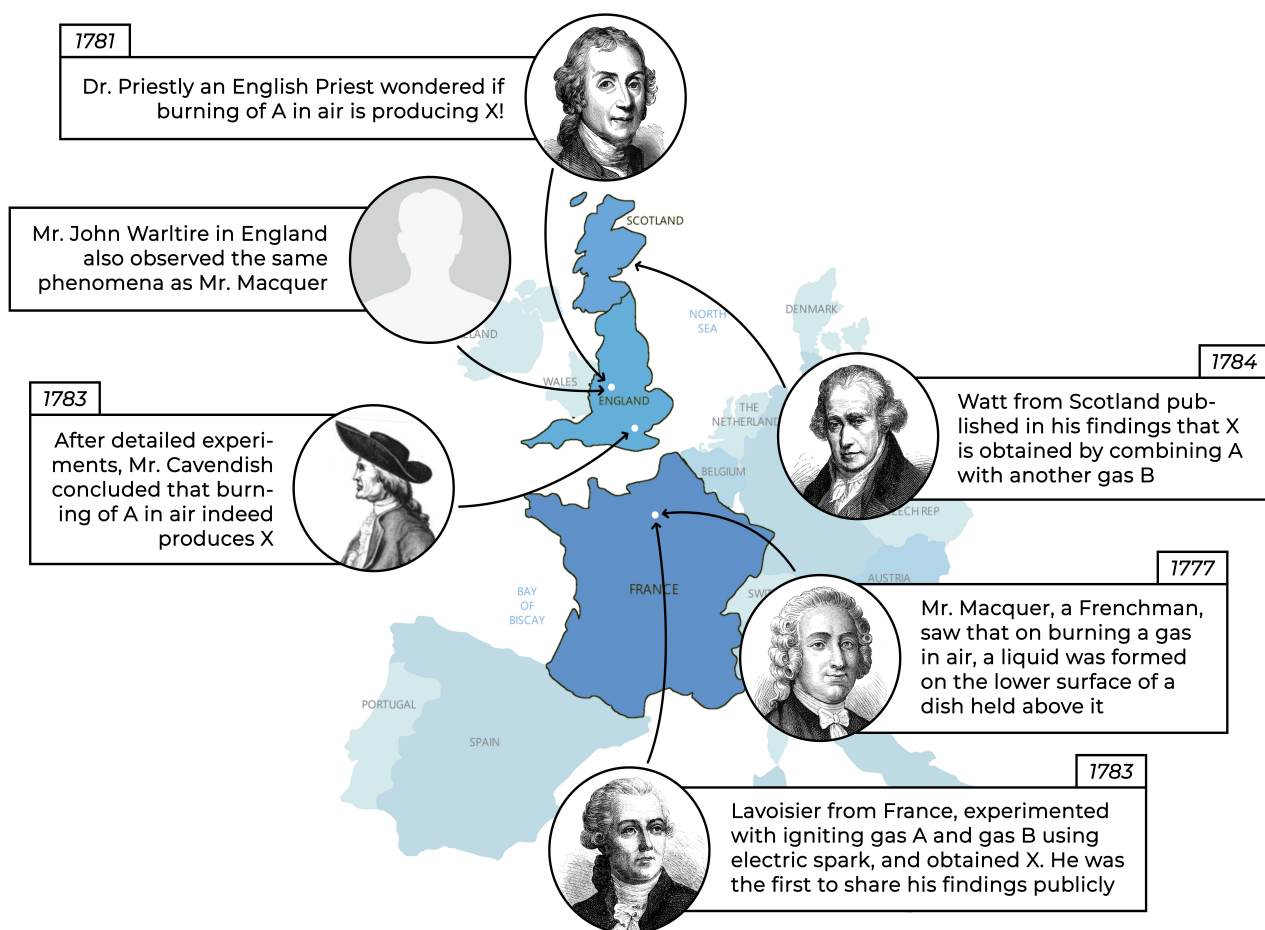 1781
Dr. Priestly an English Priest wondered if
burning of A in air is producing X!
Mr. John Warltire in England
also observed the same
phenomena as Mr. Macquer
1783
After detailed experi-
ments, Mr. Cavendish
concluded that burn-
ing of A in air indeed
produces X
1784
Watt from Scotland pub-
lished in his findings that X
is obtained by combining A
with another gas B
1777
Mr. Macquer, a Frenchman,
saw that on burning a gas
in air, a liquid was formed
on the lower surface of a
dish held above it
1783
Lavoisier from France, experimented
with igniting gas A and gas B using
electric spark, and obtained X. He was
the first to share his findings publicly
SCOTLAND
NORTH
SEA
DENMARK
WALES
ENGLAND
THE
NETHERLAND
BELGIUM
ECH REP
AUSTRIA
FRANCE
SWIT
BAY
OF
BISCAY
PORTUGAL
SPAIN